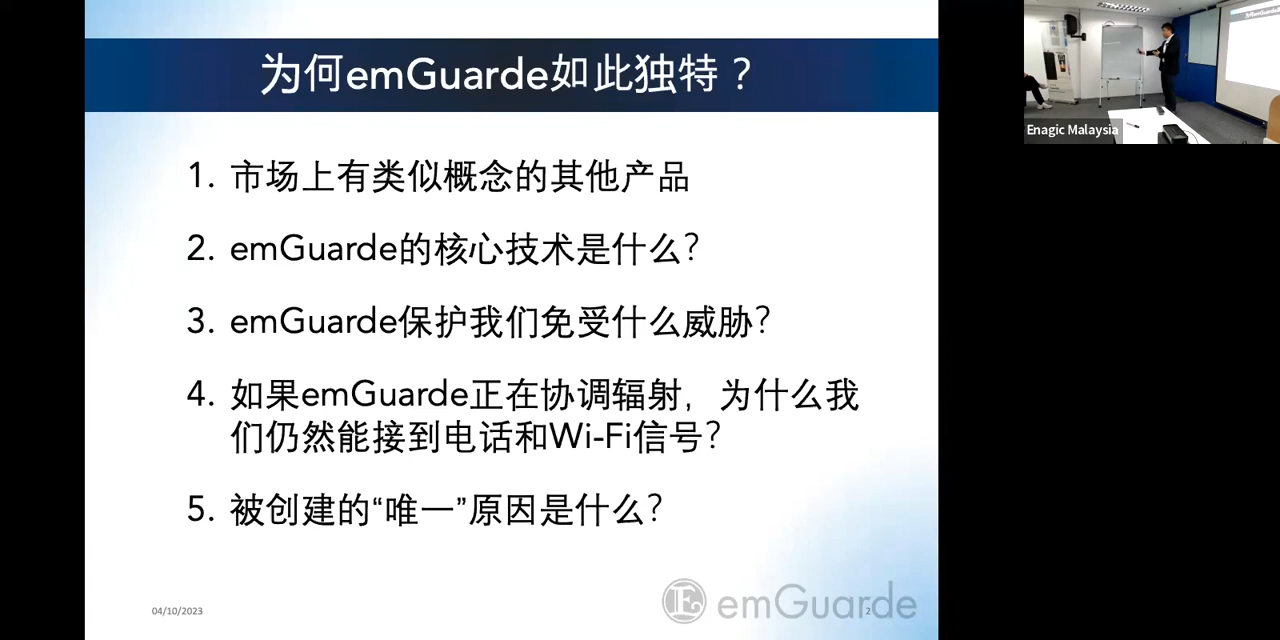 为何emGuarde如此独特？
1. 市场上有类似概念的其他产品
2. emGuarde的核心技术是什么?
3. emGuarde保护我们免受什么威胁?
4. 如果emGuarde正在协调辐射，为什么我
们仍然能接到电话和Wi-Fi信号?
5. 被创建的“唯一”原因是什么?
04/10/2023
E emGuarde
2
Enagic Malaysia